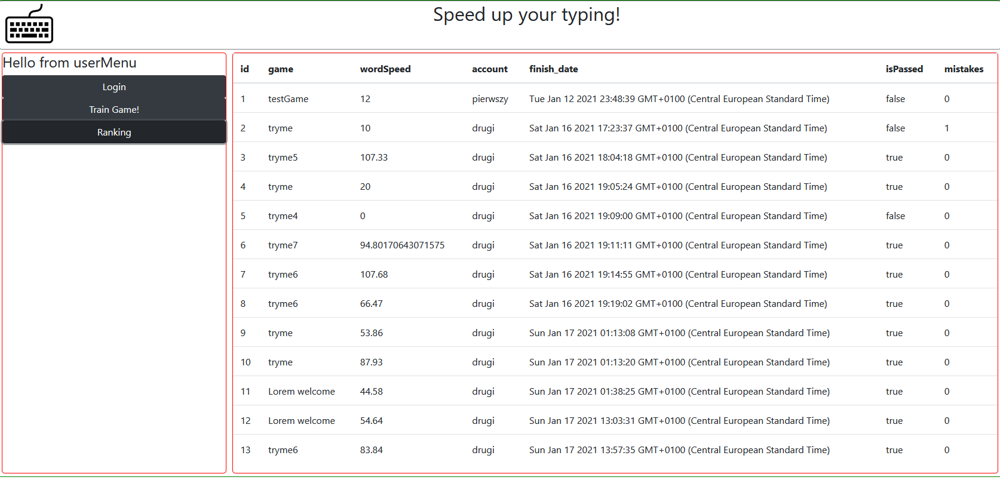 Speed up your typing!
Hello from userMenu
Login
Train Game!
Ranking
id game wordSpeed account finish_date isPassed mistakes
1 testGame 12 pierwszy Tue Jan 12 2021 23:48:39 GMT+0100 (Central European Standard Time) false 0
2 tryme 10 drugi Sat Jan 16 2021 17:23:37 GMT+0100 (Central European Standard Time) false 1
3 tryme5 107.33 drugi Sat Jan 16 2021 18:04:18 GMT+0100 (Central European Standard Time) true 0
4 tryme 20 drugi Sat Jan 16 2021 19:05:24 GMT+0100 (Central European Standard Time) true 0
5 tryme4 0 drugi Sat Jan 16 2021 19:09:00 GMT+0100 (Central European Standard Time) false 0
6 tryme7 94.80170643071575 drugi Sat Jan 16 2021 19:11:11 GMT+0100 (Central European Standard Time) true 0
7 tryme6 107.68 drugi Sat Jan 16 2021 19:14:55 GMT+0100 (Central European Standard Time) true 0
8 tryme6 66.47 drugi Sat Jan 16 2021 19:19:02 GMT+0100 (Central European Standard Time) true 0
9 tryme 53.86 drugi Sun Jan 17 2021 01:13:08 GMT+0100 (Central European Standard Time) true 0
10 tryme 87.93 drugi Sun Jan 17 2021 01:13:20 GMT+0100 (Central European Standard Time) true 0
11 Lorem welcome 44.58 drugi Sun Jan 17 2021 01:38:25 GMT+0100 (Central European Standard Time) true 0
12 Lorem welcome 54.64 drugi Sun Jan 17 2021 13:03:31 GMT+0100 (Central European Standard Time) true 0
13 tryme6 83.84 drugi Sun Jan 17 2021 13:57:35 GMT+0100 (Central European Standard Time) true 0